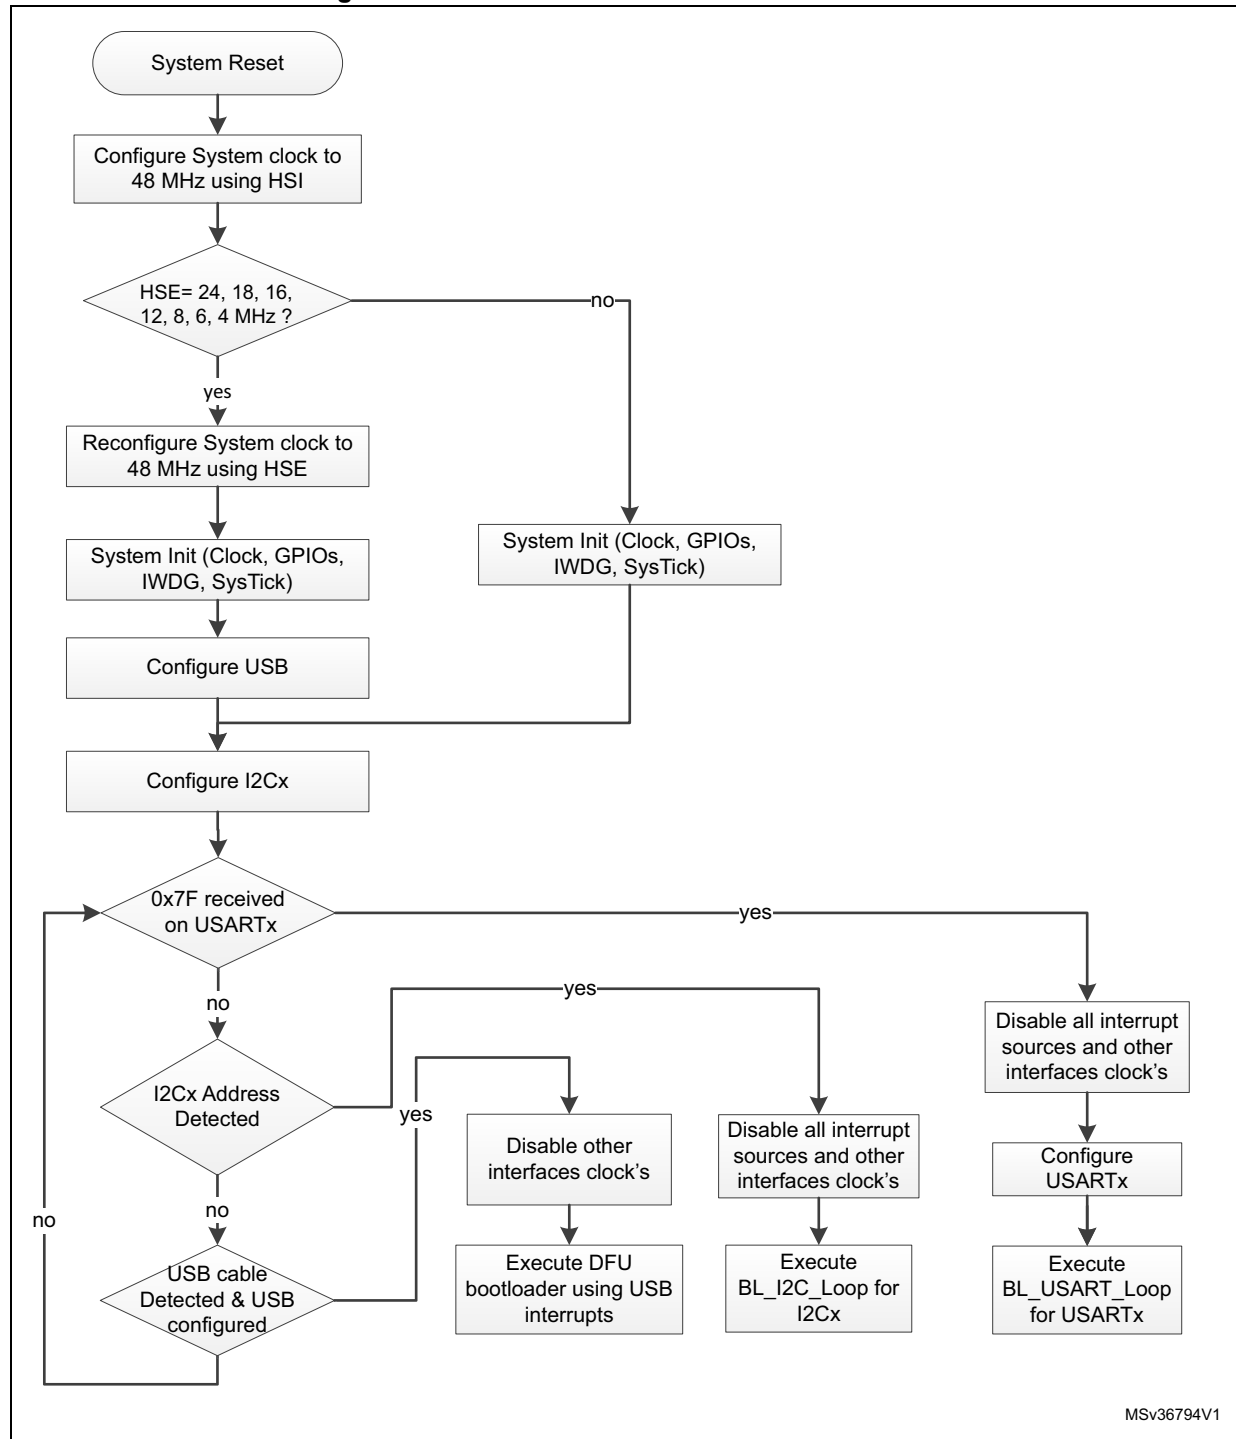 System Reset
Configure System clock to
48 MHz using HSI
HSE= 24, 18, 16,
12, 8, 6, 4 MHz ?
no
yes
Reconfigure System clock to
48 MHz using HSE
System Init (Clock, GPIOs,
IWDG, SysTick)
System Init (Clock, GPIOs,
IWDG, SysTick)
Configure USB
Configure I2Cx
0x7F received
on USARTx
yes
no
yes
Disable all interrupt
sources and other
interfaces clock's
I2Cx Address
Detected
yes
Disable other
interfaces clock's
Disable all interrupt
sources and other
interfaces clock's
Configure
USARTx
no
no
USB cable
Detected & USB
configured
Execute DFU
bootloader using USB
interrupts
Execute
BL_I2C_Loop for
I2Cx
Execute
BL_USART_Loop
for USARTx
MSv36794V1